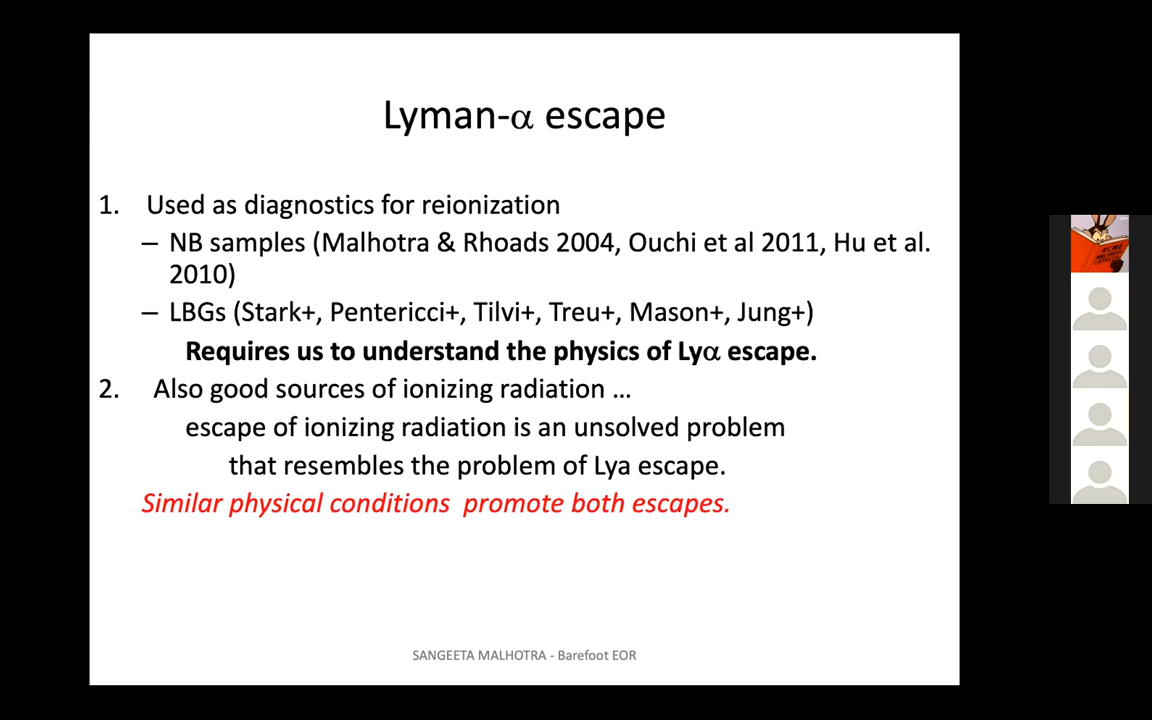 Lyman-α escape
1. Used as diagnostics for reionization
– NB samples (Malhotra & Rhoads 2004, Ouchi et al 2011, Hu et al.
2010)
– LBGs (Stark+, Pentericci+, Tilvi+, Treu+, Mason+, Jung+)
Requires us to understand the physics of Lyα escape.
2. Also good sources of ionizing radiation ...
escape of ionizing radiation is an unsolved problem
that resembles the problem of Lya escape.
Similar physical conditions promote both escapes.
SANGEETA MALHOTRA - Barefoot EOR
ACME